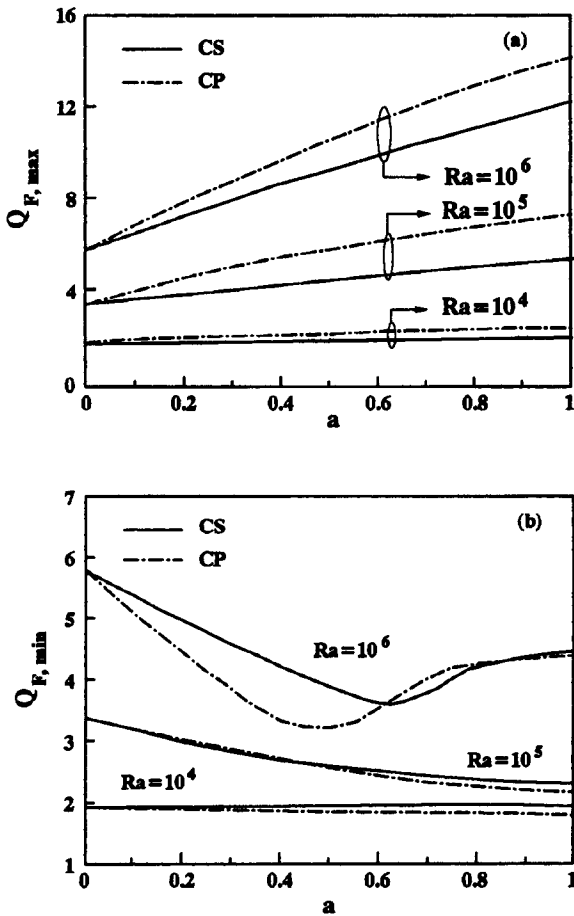 16
(a)
CS
CP
12
Q_F, max
Ra=10^6
8
Ra=10^5
4
Ra=10^4
0
0 0.2 0.4 0.6 0.8 1
a
7
CS
(b)
6
CP
5
Q_F, min
Ra=10^6
4
3
Ra=10^5
Ra=10^4
2
1
0 0.2 0.4 0.6 0.8 1
a